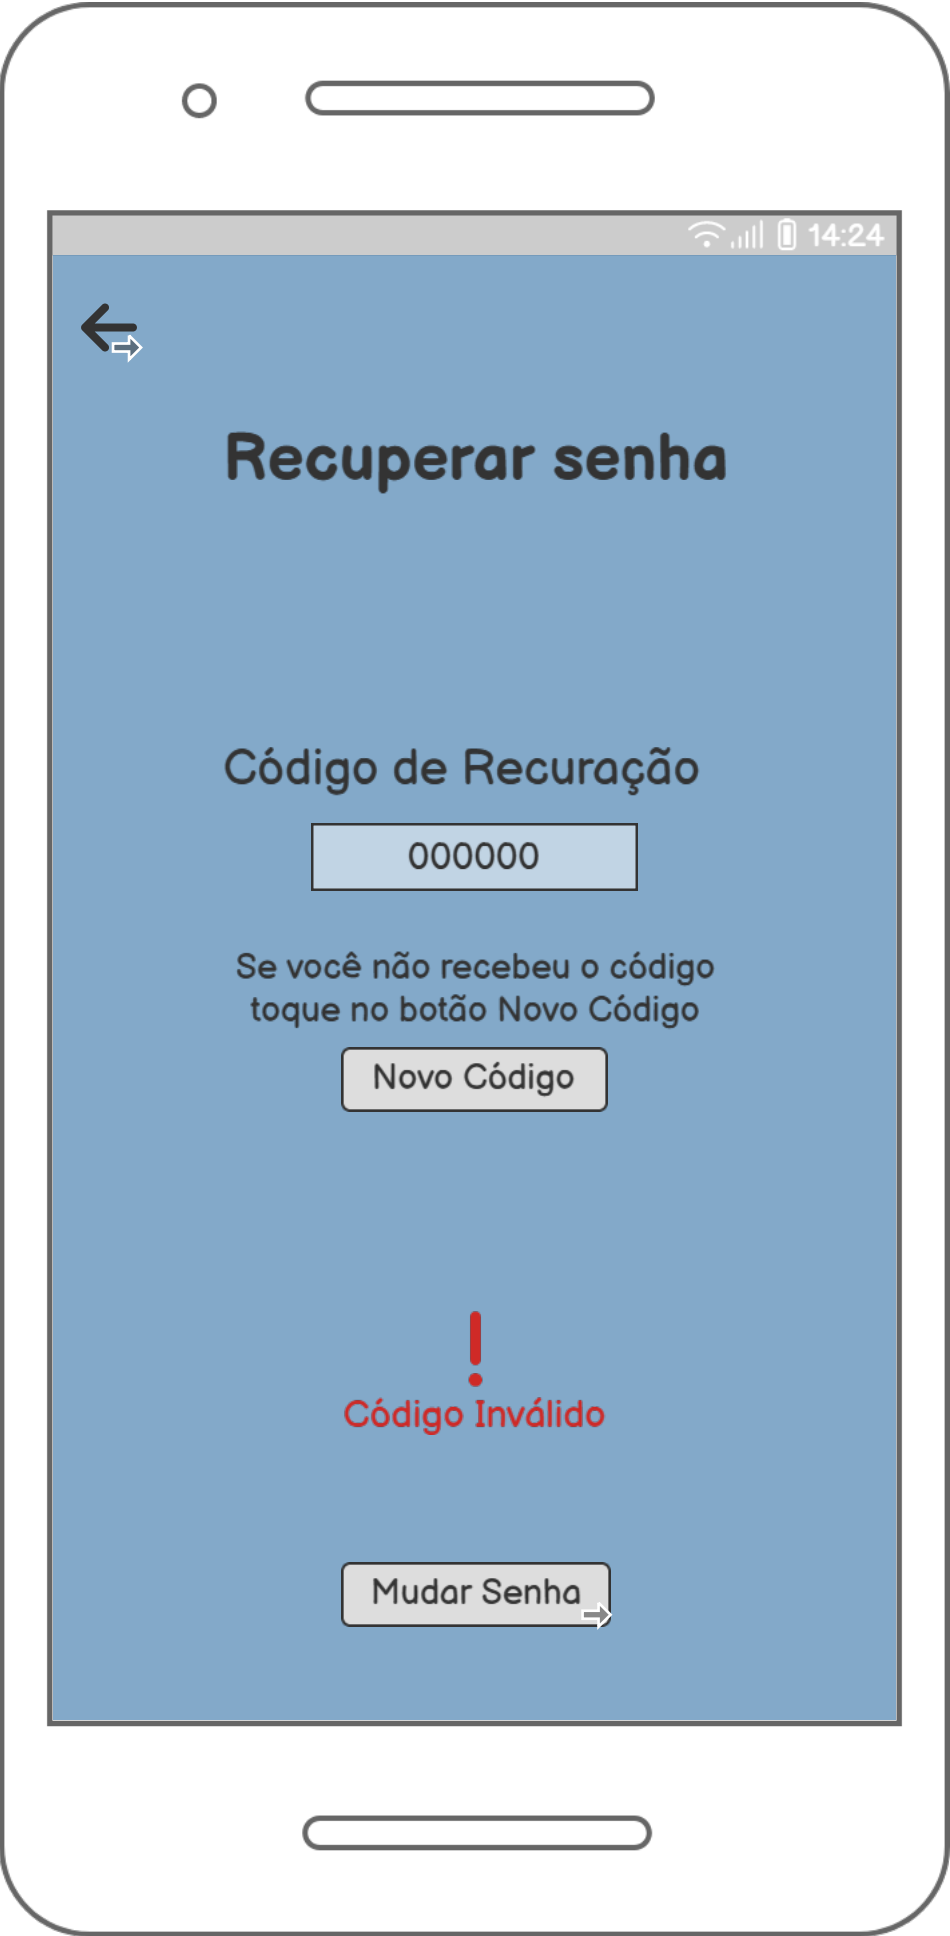 14:24
Recuperar senha
Código de Recuração
000000
Se você não recebeu o código
toque no botão Novo Código
Novo Código
Código Inválido
Mudar Senha